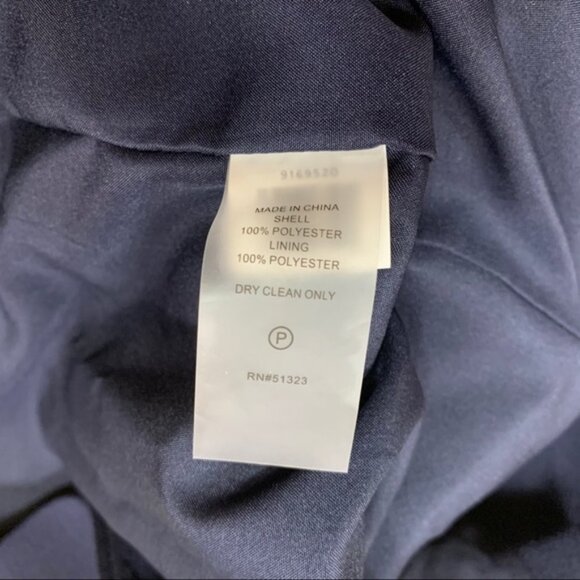 9169520
MADE IN CHINA
SHELL
100% POLYESTER
LINING
100% POLYESTER
DRY CLEAN ONLY
P
RN#51323